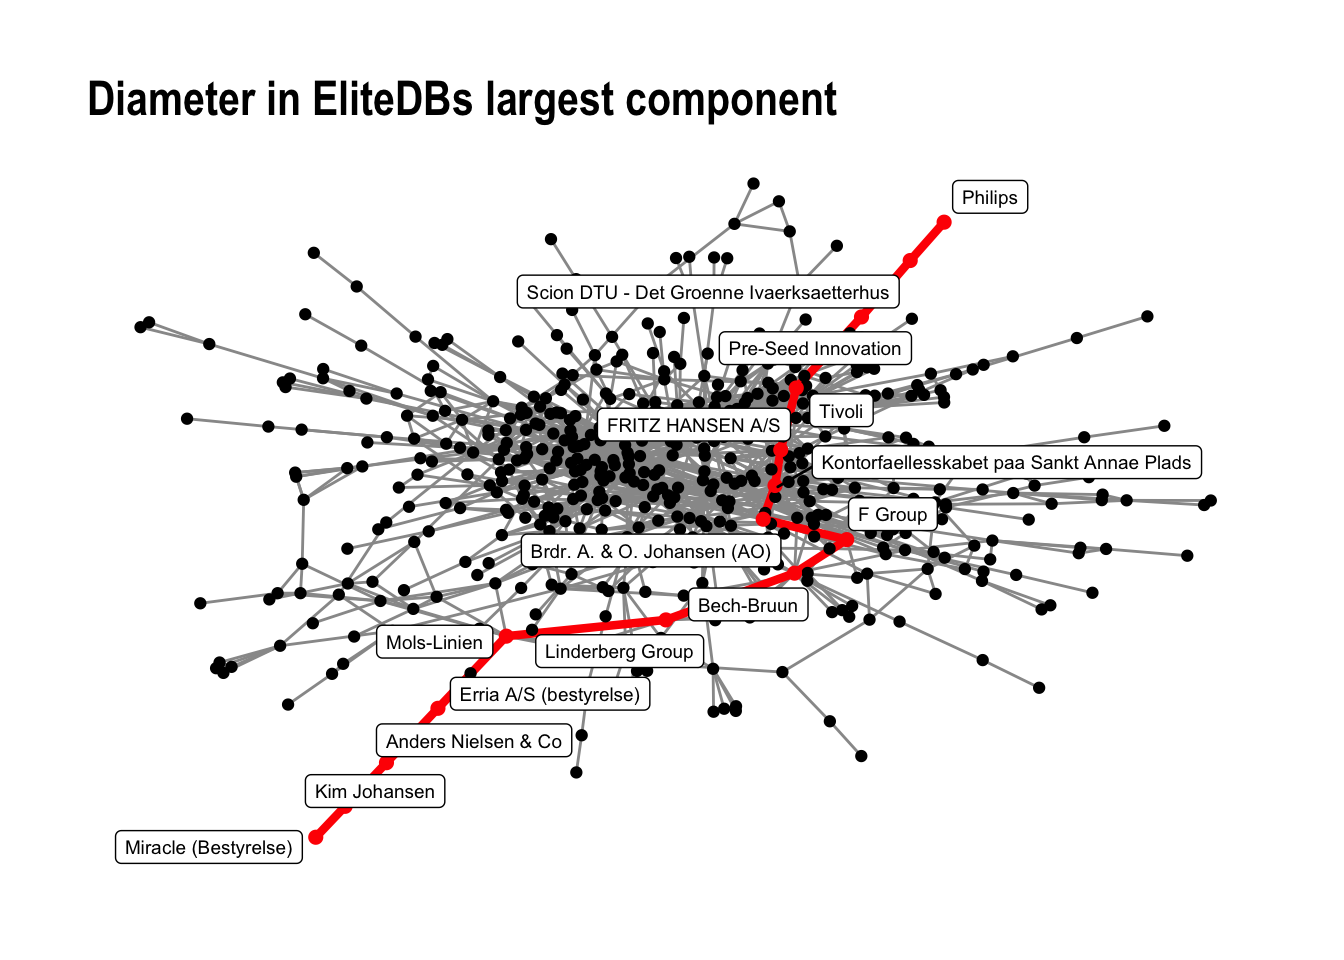 Diameter in EliteDBs largest component
Philips
Scion DTU - Det Groenne Ivaerksaetterhus
Pre-Seed Innovation
Tivoli
FRITZ HANSEN A/S
Kontorfaellesskabet paa Sankt Annae Plads
F Group
Brdr. A. & O. Johansen (AO)
Bech-Bruun
Mols-Linien
Linderberg Group
Erria A/S (bestyrelse)
Anders Nielsen & Co
Kim Johansen
Miracle (Bestyrelse)